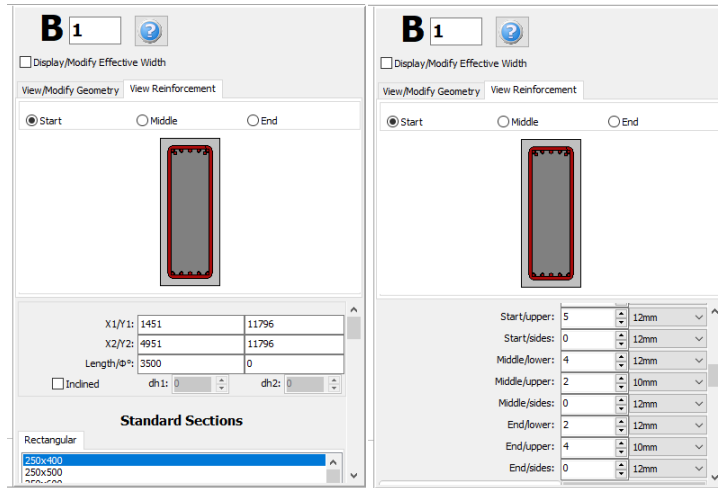 B 1
Display/Modify Effective Width
View/Modify Geometry View Reinforcement
Start Middle End
X1/Y1: 1451 11796
X2/Y2: 4951 11796
Length/Φº: 3500 0
Inclined dh1: 0 dh2: 0
Standard Sections
Rectangular
250x400
250x500
250x600
B 1
Display/Modify Effective Width
View/Modify Geometry View Reinforcement
Start Middle End
Start/upper: 5 12mm
Start/sides: 0 12mm
Middle/lower: 4 12mm
Middle/upper: 2 10mm
Middle/sides: 0 12mm
End/lower: 2 12mm
End/upper: 4 10mm
End/sides: 0 12mm